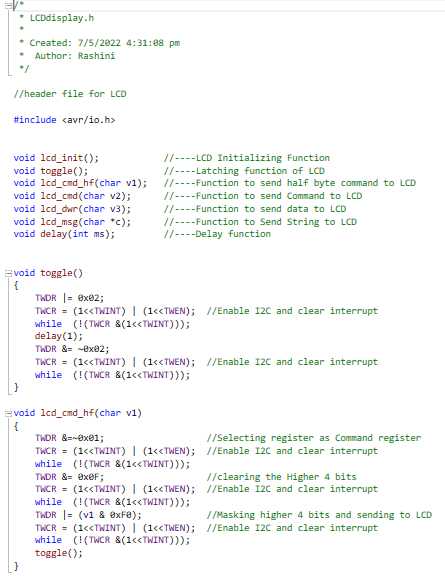 /*
 * LCDdisplay.h
 *
 * Created: 7/5/2022 4:31:08 pm
 *  Author: Rashini
 */

//header file for LCD

#include <avr/io.h>

void lcd_init();            //----LCD Initializing Function
void toggle();              //----Latching function of LCD
void lcd_cmd_hf(char v1);   //----Function to send half byte command to LCD
void lcd_cmd(char v2);      //----Function to send Command to LCD
void lcd_dwr(char v3);      //----Function to send data to LCD
void lcd_msg(char *c);      //----Function to Send String to LCD
void delay(int ms);         //----Delay function

void toggle()
{
    TWDR |= 0x02;
    TWCR = (1<<TWINT) | (1<<TWEN);  //Enable I2C and clear interrupt
    while  (!(TWCR &(1<<TWINT)));
    delay(1);
    TWDR &= ~0x02;
    TWCR = (1<<TWINT) | (1<<TWEN);  //Enable I2C and clear interrupt
    while  (!(TWCR &(1<<TWINT)));
}

void lcd_cmd_hf(char v1)
{
    TWDR &=~0x01;                   //Selecting register as Command register
    TWCR = (1<<TWINT) | (1<<TWEN);  //Enable I2C and clear interrupt
    while  (!(TWCR &(1<<TWINT)));
    TWDR &= 0x0F;                   //clearing the Higher 4 bits
    TWCR = (1<<TWINT) | (1<<TWEN);  //Enable I2C and clear interrupt
    while  (!(TWCR &(1<<TWINT)));
    TWDR |= (v1 & 0xF0);            //Masking higher 4 bits and sending to LCD
    TWCR = (1<<TWINT) | (1<<TWEN);  //Enable I2C and clear interrupt
    while  (!(TWCR &(1<<TWINT)));
    toggle();
}